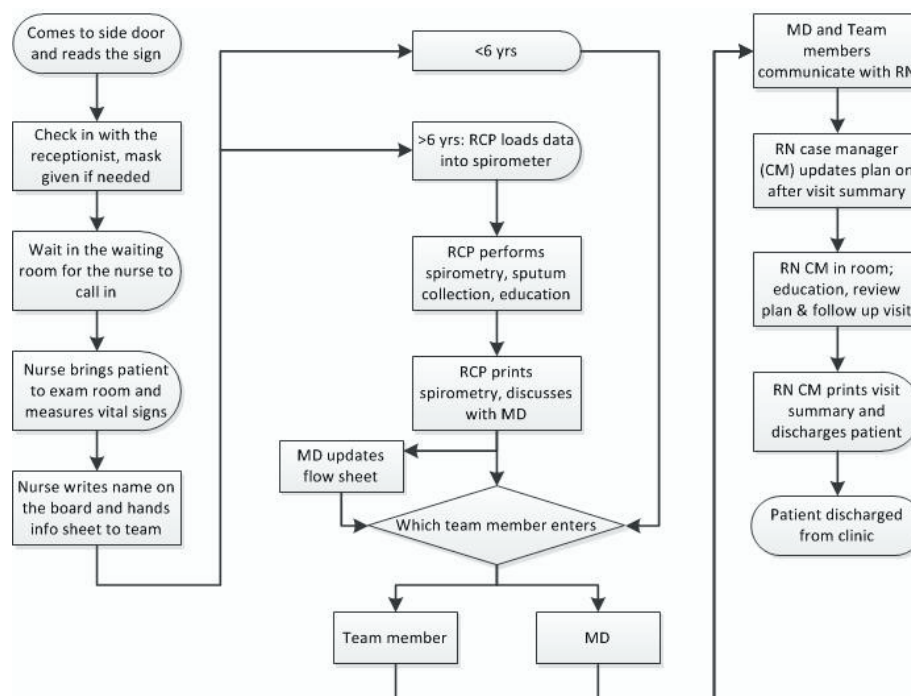 Comes to side door
and reads the sign
Check in with the
receptionist, mask
given if needed
Wait in the waiting
room for the nurse to
call in
Nurse brings patient
to exam room and
measures vital signs
Nurse writes name on
the board and hands
info sheet to team
<6 yrs
>6 yrs: RCP loads data
into spirometer
RCP performs
spirometry, sputum
collection, education
RCP prints
spirometry, discusses
with MD
MD updates
flow sheet
Which team member enters
Team member
MD
MD and Team
members
communicate with RN
RN case manager
(CM) updates plan on
after visit summary
RN CM in room;
education, review
plan & follow up visit
RN CM prints visit
summary and
discharges patient
Patient discharged
from clinic